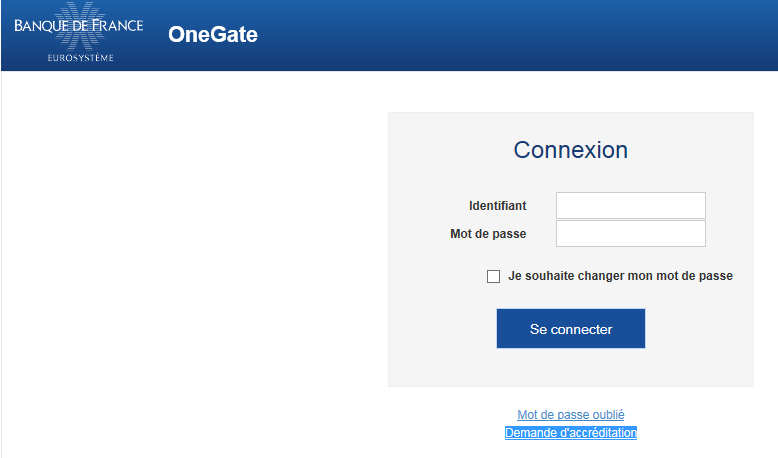 BANQUE DE FRANCE
EUROSYSTÈME
OneGate
Connexion
Identifiant
Mot de passe
Je souhaite changer mon mot de passe
Se connecter
Mot de passe oublié
Demande d'accréditation